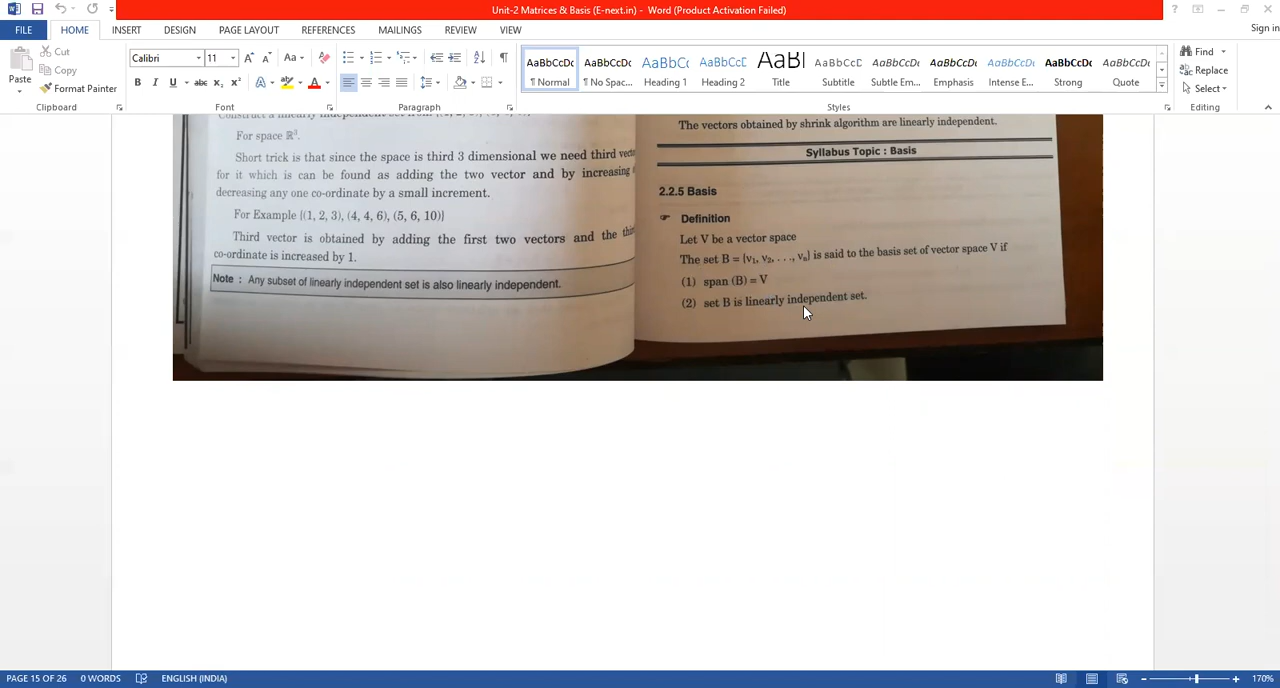 Unit-2 Matrices & Basis (E-next.in) - Word (Product Activation Failed)
FILE HOME INSERT DESIGN PAGE LAYOUT REFERENCES MAILINGS REVIEW VIEW Sign in
Paste
Cut
Copy
Format Painter
Clipboard
Calibri 11
Font
Paragraph
AaBbCcDc AaBbCcDc AaBbC( AaBbCcD AaBl AaBbCcD AaBbCcDc AaBbCcDc AaBbCcDc AaBbCcDc AaBbCcDc
¶ Normal ¶ No Spac... Heading 1 Heading 2 Title Subtitle Subtle Em... Emphasis Intense E... Strong Quote
Styles
Find
Replace
Select
Editing
For space ℝ³.
Short trick is that since the space is third 3 dimensional we need third
for it which is can be found as adding the two vector and by increasing
decreasing any one co-ordinate by a small increment.
For Example {(1, 2, 3), (4, 4, 6), (5, 6, 10)}
Third vector is obtained by adding the first two vectors and the
co-ordinate is increased by 1.
Note : Any subset of linearly independent set is also linearly independent.
The vectors obtained by shrink algorithm are linearly independent.
Syllabus Topic : Basis
2.2.5 Basis
Definition
Let V be a vector space
The set B = {v₁, v₂, . . ., vₙ} is said to the basis set of vector space V if
(1) span (B) = V
(2) set B is linearly independent set.
PAGE 15 OF 26 0 WORDS ENGLISH (INDIA) 170%